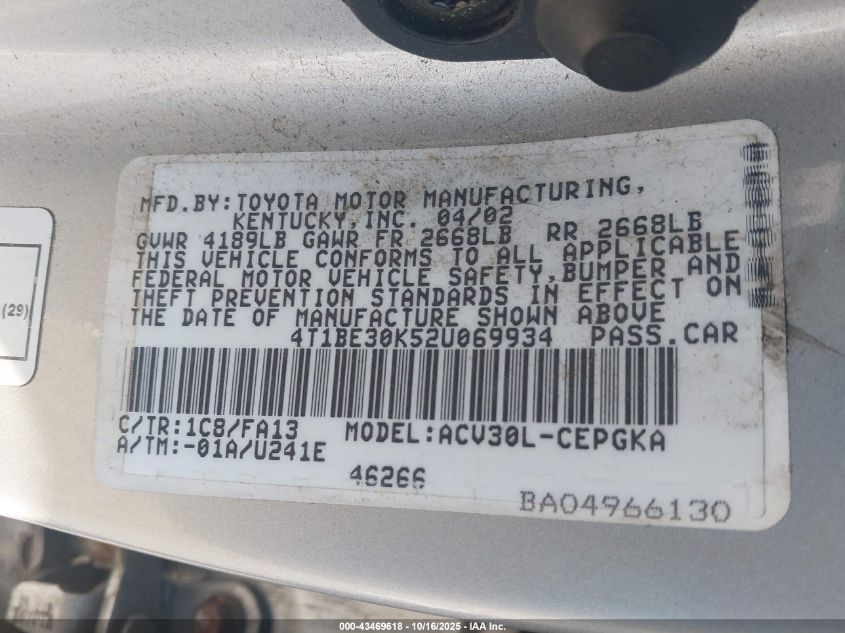 MFD.BY:TOYOTA MOTOR MANUFACTURING,
KENTUCKY,INC. 04/02
GVWR 4189LB GAWR FR 2668LB RR 2668LB
THIS VEHICLE CONFORMS TO ALL APPLICABLE
FEDERAL MOTOR VEHICLE SAFETY,BUMPER AND
THEFT PREVENTION STANDARDS IN EFFECT ON
THE DATE OF MANUFACTURE SHOWN ABOVE
4T1BE30K52U069934 PASS.CAR
C/TR:1C8/FA13 MODEL:ACV30L-CEPGKA
A/TM:-01A/U241E
46266
BA04966130
(29)
000-43469618 - 10/16/2025 - IAA Inc.